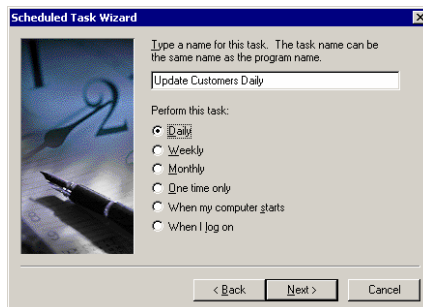 Scheduled Task Wizard
Type a name for this task. The task name can be
the same name as the program name.
Update Customers Daily
Perform this task:
Daily
Weekly
Monthly
One time only
When my computer starts
When I log on
< Back
Next >
Cancel